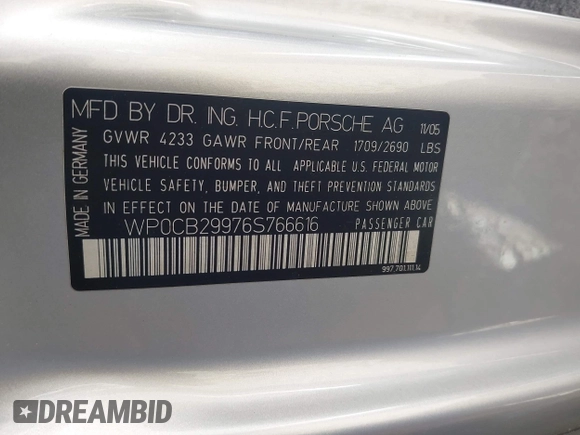 MFD BY DR. ING. H.C.F. PORSCHE AG 11/05
GVWR 4233 GAWR FRONT/REAR 1709/2690 LBS
THIS VEHICLE CONFORMS TO ALL APPLICABLE U.S. FEDERAL MOTOR
VEHICLE SAFETY, BUMPER, AND THEFT PREVENTION STANDARDS
IN EFFECT ON THE DATE OF MANUFACTURE SHOWN ABOVE
WP0CB29976S766616 PASSENGER CAR
997.701.111.14
MADE IN GERMANY
DREAMBID